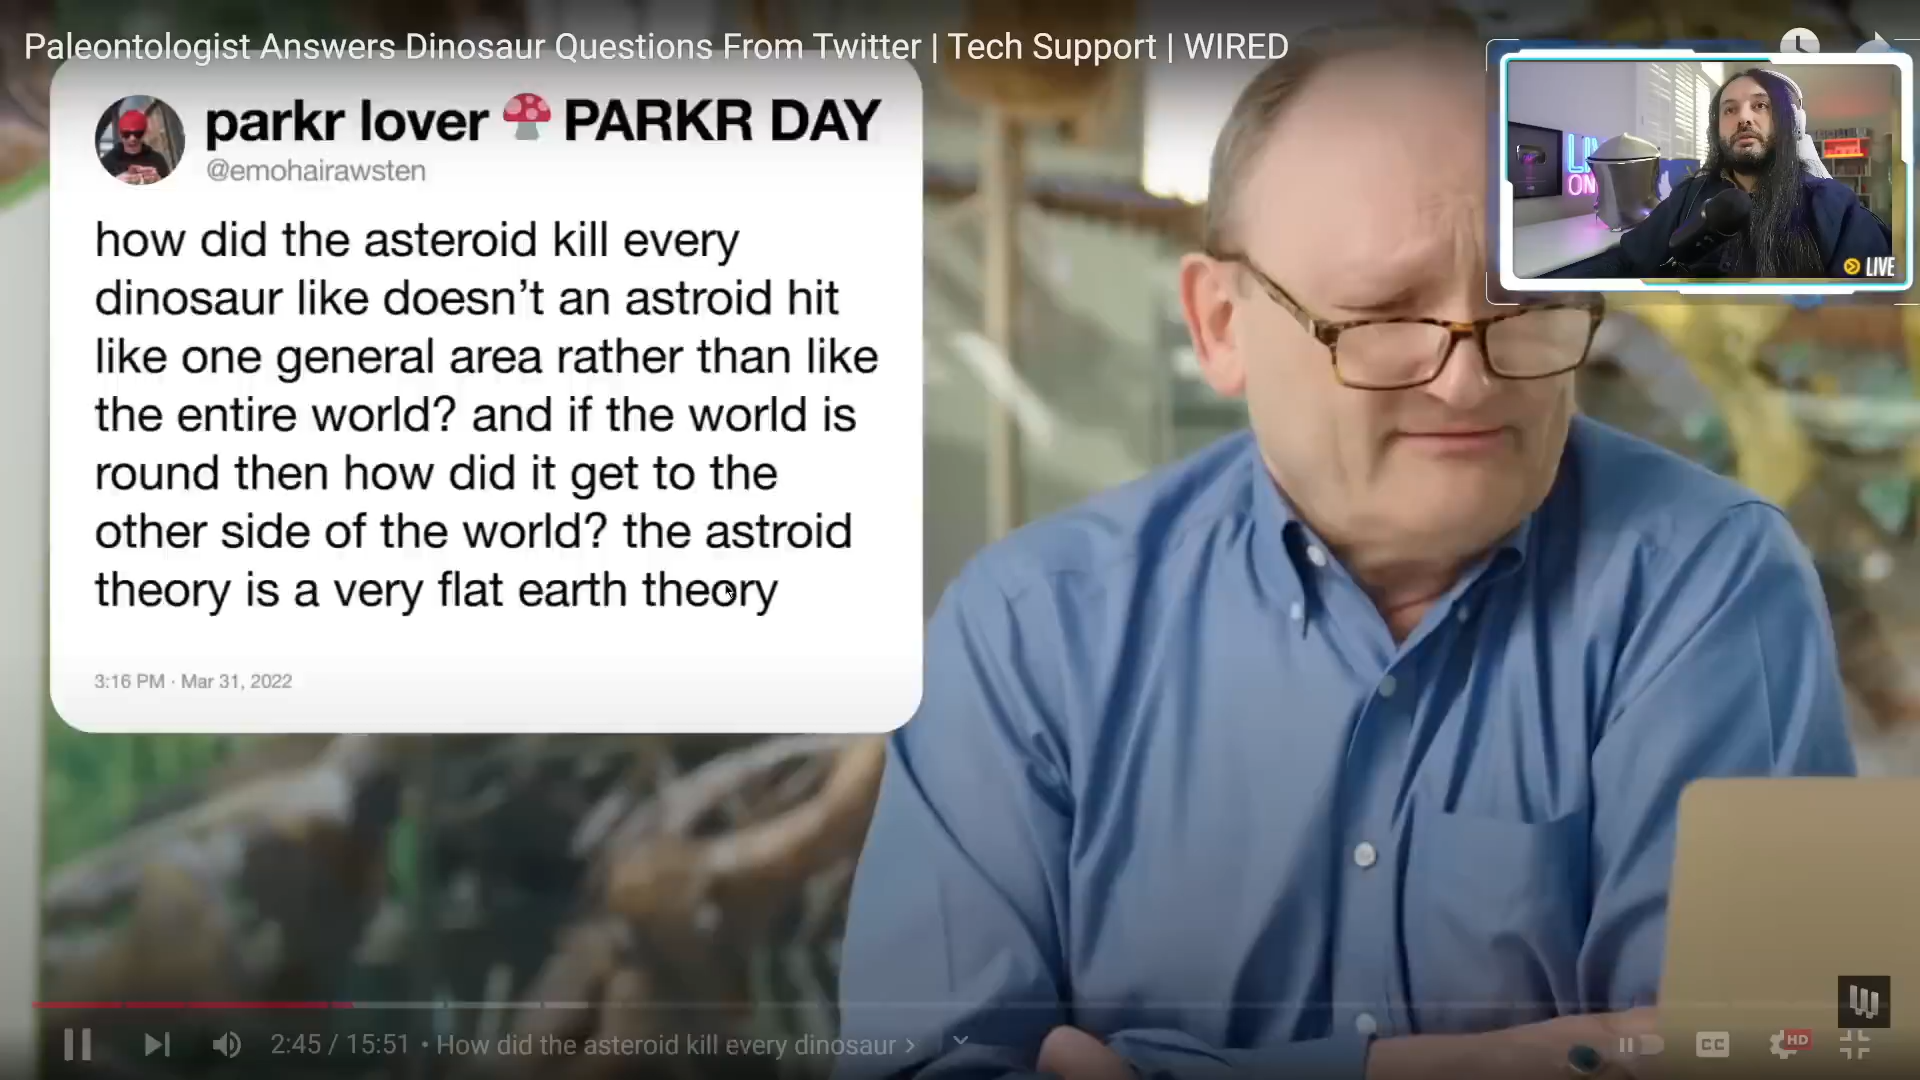 Paleontologist Answers Dinosaur Questions From Twitter | Tech Support | WIRED
parkr lover 🍄 PARKR DAY
@emohairawsten
how did the asteroid kill every
dinosaur like doesn't an astroid hit
like one general area rather than like
the entire world? and if the world is
round then how did it get to the
other side of the world? the astroid
theory is a very flat earth theory
3:16 PM · Mar 31, 2022
ON
LIVE
2:45 / 15:51 • How did the asteroid kill every dinosaur >
CC
HD
W